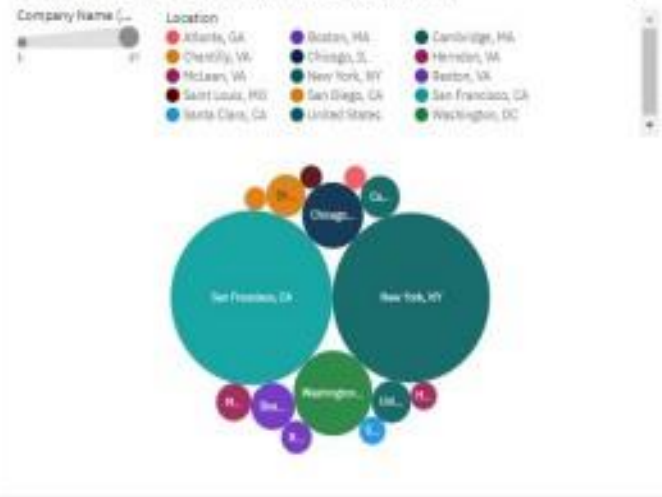 Company Name (...
Location
Atlanta, GA
Boston, MA
Cambridge, MA
Chantilly, VA
Chicago, IL
Herndon, VA
McLean, VA
New York, NY
Reston, VA
Saint Louis, MO
San Diego, CA
San Francisco, CA
Santa Clara, CA
United States
Washington, DC
Chicago...
San Francisco, CA
New York, NY
Washington...